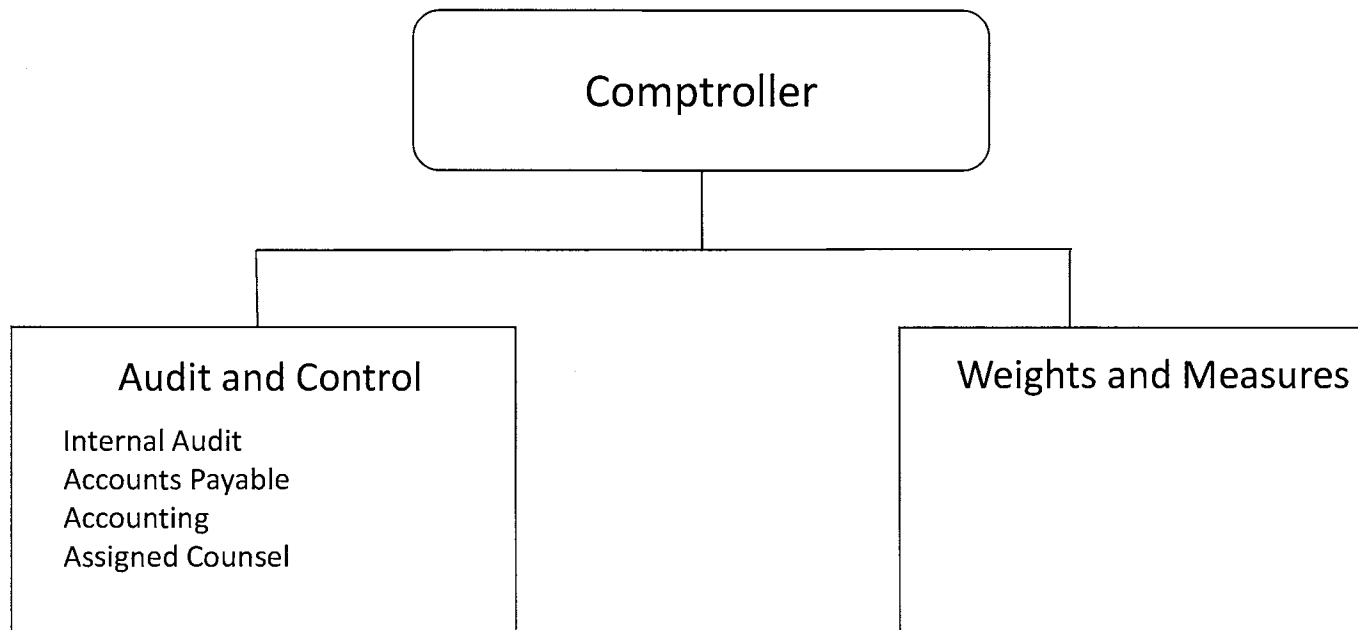 Comptroller
Audit and Control
Internal Audit
Accounts Payable
Accounting
Assigned Counsel
Weights and Measures